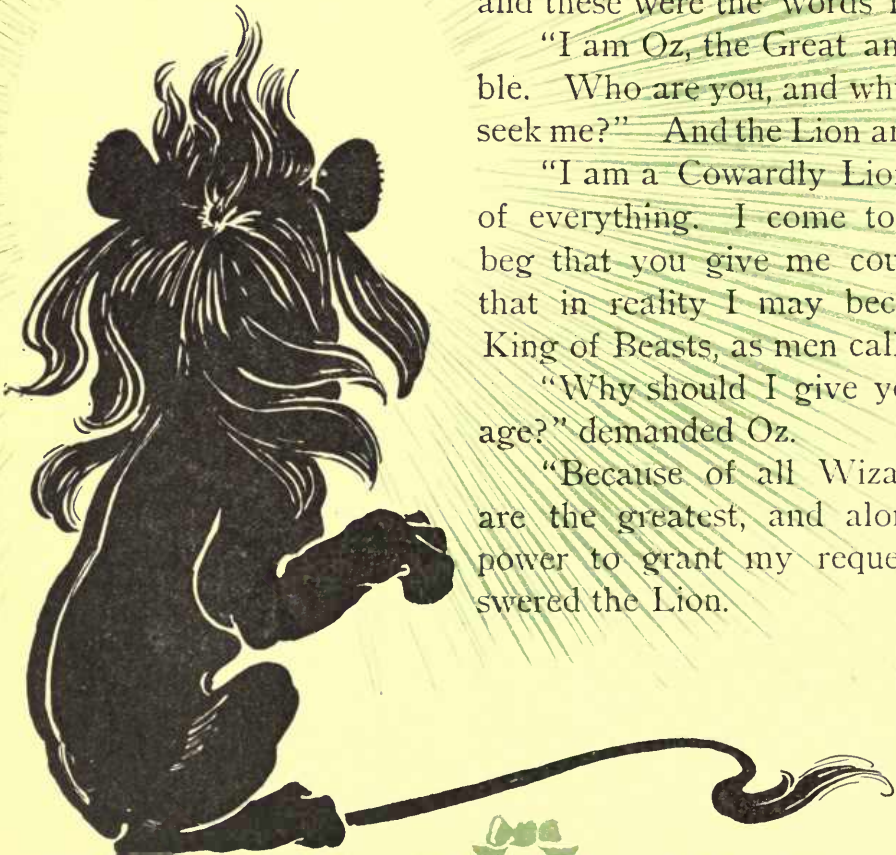 and these were the words
"I am Oz, the Great an
ble. Who are you, and wh
seek me?" And the Lion an
"I am a Cowardly Lio
of everything. I come to
beg that you give me cou
that in reality I may bec
King of Beasts, as men call
"Why should I give yo
age?" demanded Oz.
"Because of all Wiza
are the greatest, and alo
power to grant my reque
swered the Lion.